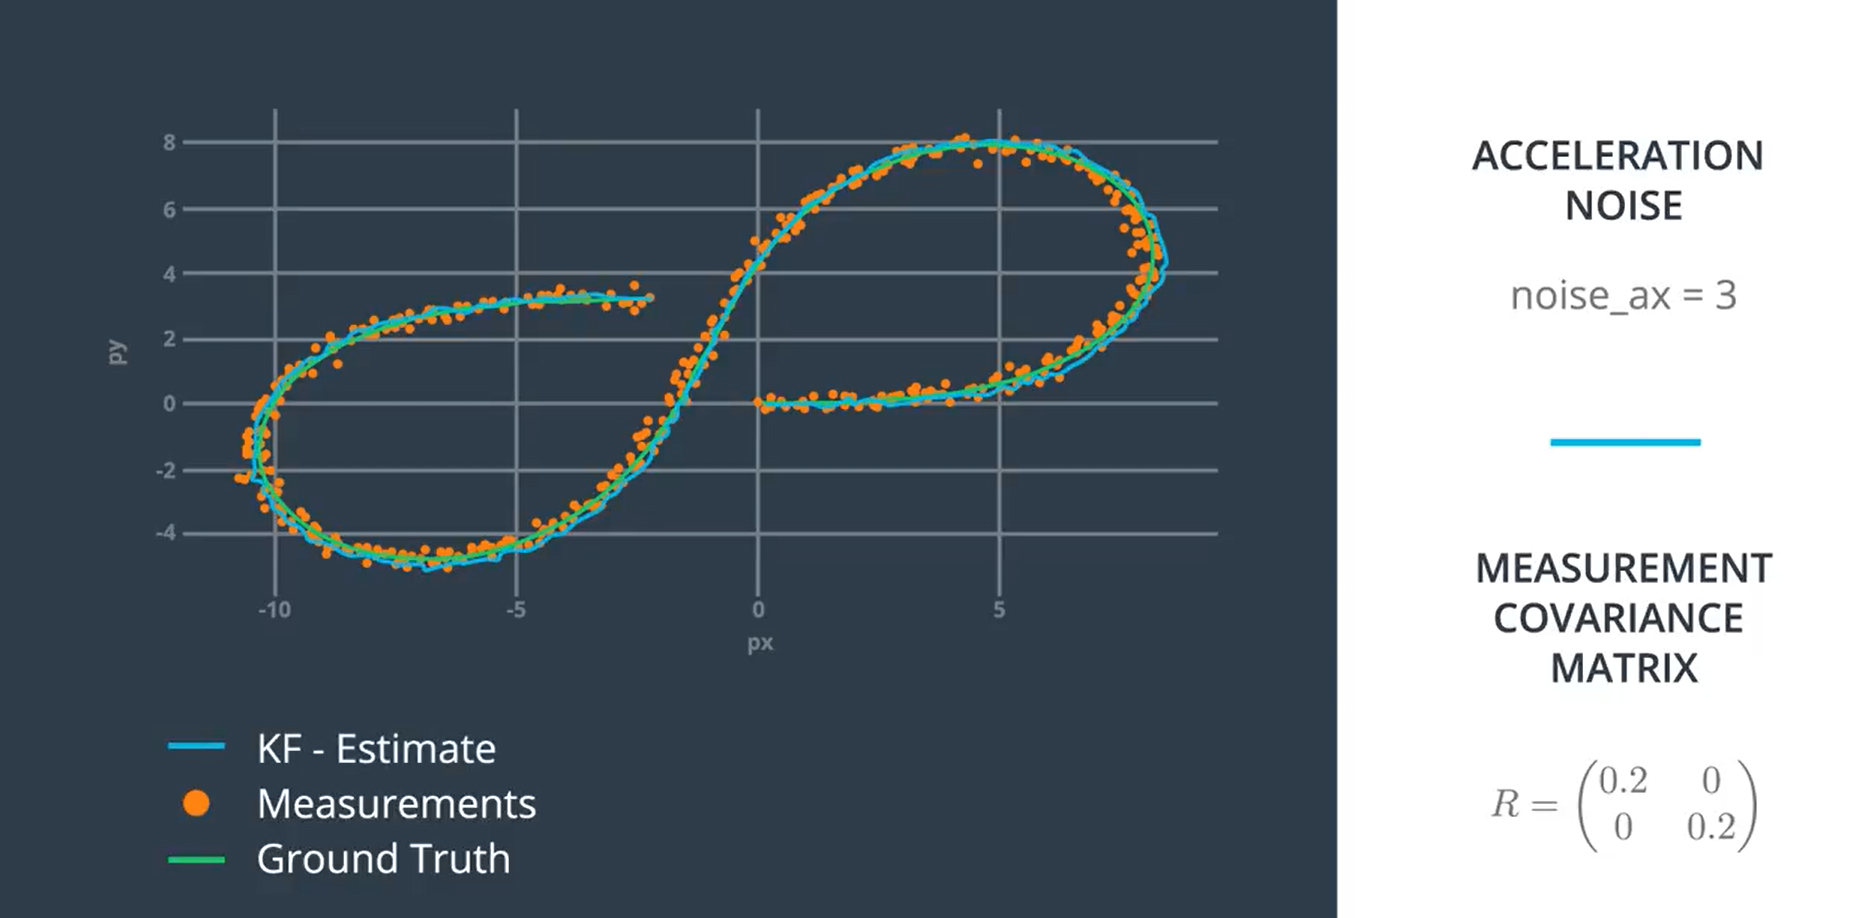 8
6
4
2
0
-2
-4
py
-10 -5 0 5
px
KF - Estimate
Measurements
Ground Truth
ACCELERATION
NOISE
noise_ax = 3
MEASUREMENT
COVARIANCE
MATRIX
R = (0.2 0
0 0.2)